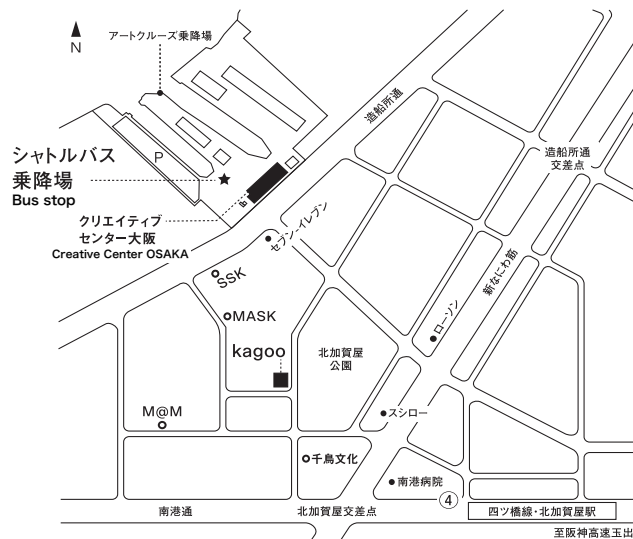 N
アートクルーズ乗降場
造船所通
P
シャトルバス
乗降場
Bus stop
造船所通
交差点
クリエイティブ
センター大阪
Creative Center OSAKA
セブン-イレブン
SSK
新なにわ筋
MASK
ローソン
kagoo
北加賀屋
公園
M@M
スシロー
千鳥文化
南港病院
4
南港通
北加賀屋交差点
四ツ橋線・北加賀屋駅
至阪神高速玉出